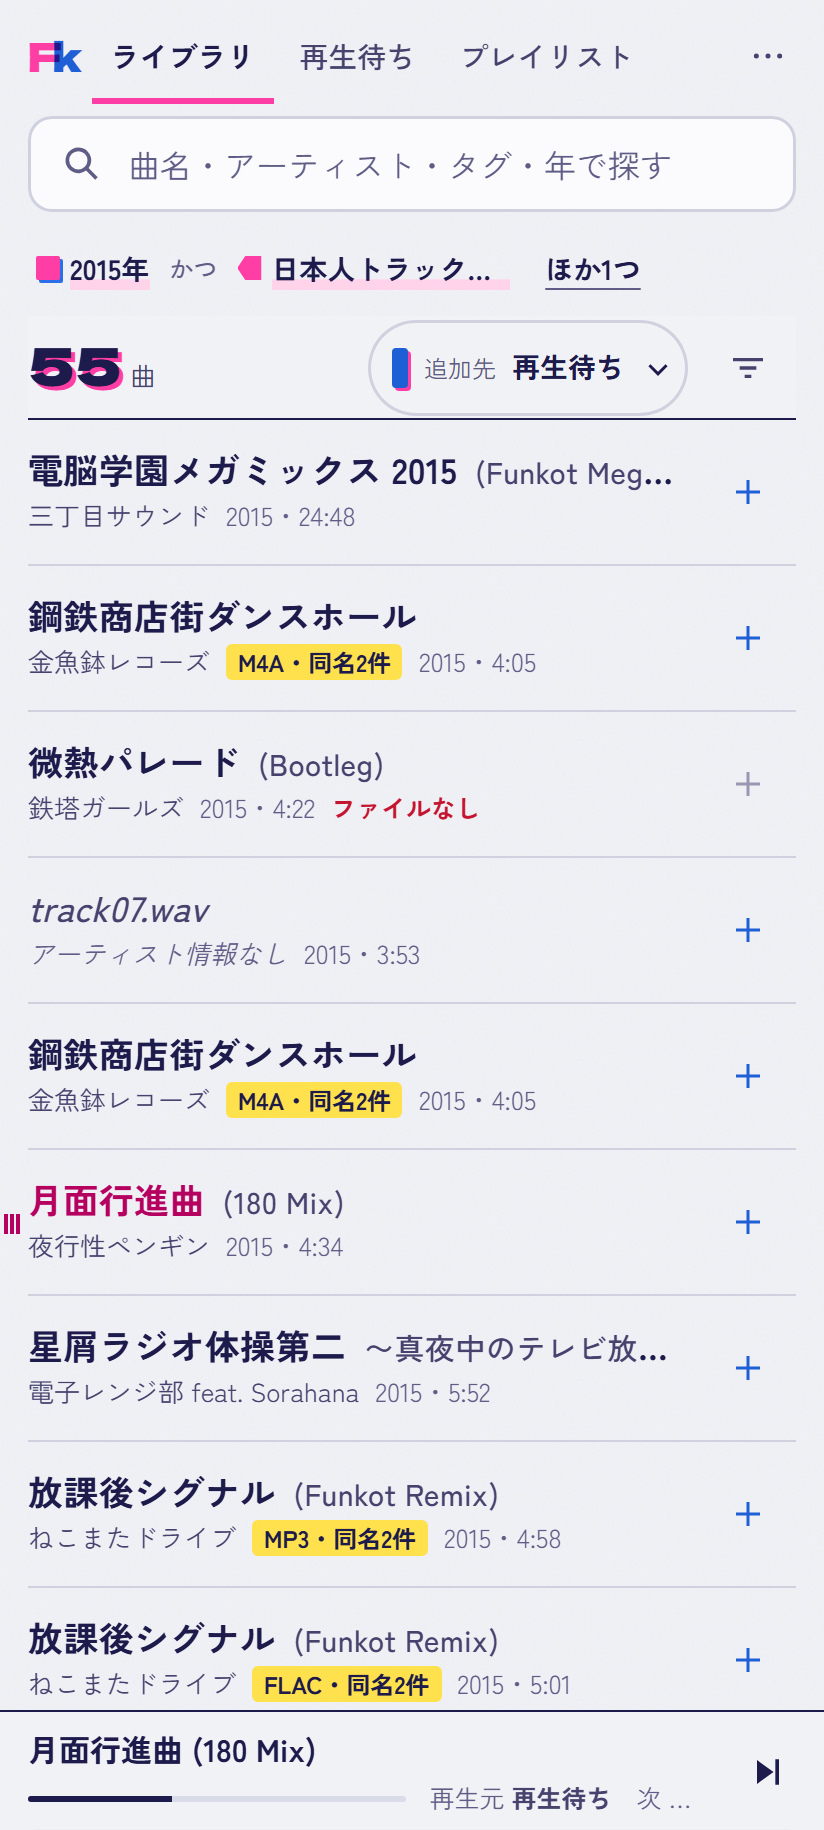 Fk ライブラリ 再生待ち プレイリスト ...
曲名・アーティスト・タグ・年で探す
2015年 かつ 日本人トラック... ほか1つ
55 曲 追加先 再生待ち
電脳学園メガミックス 2015 (Funkot Meg...
三丁目サウンド 2015・24:48
鋼鉄商店街ダンスホール
金魚鉢レコーズ M4A・同名2件 2015・4:05
微熱パレード (Bootleg)
鉄塔ガールズ 2015・4:22 ファイルなし
track07.wav
アーティスト情報なし 2015・3:53
鋼鉄商店街ダンスホール
金魚鉢レコーズ M4A・同名2件 2015・4:05
月面行進曲 (180 Mix)
夜行性ペンギン 2015・4:34
星屑ラジオ体操第二 〜真夜中のテレビ放...
電子レンジ部 feat. Sorahana 2015・5:52
放課後シグナル (Funkot Remix)
ねこまたドライブ MP3・同名2件 2015・4:58
放課後シグナル (Funkot Remix)
ねこまたドライブ FLAC・同名2件 2015・5:01
月面行進曲 (180 Mix)
再生元 再生待ち 次 ...